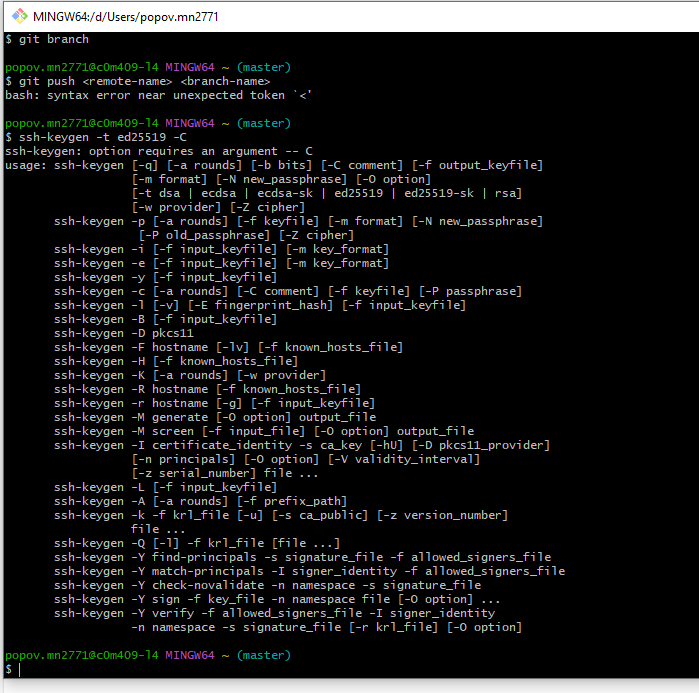 MINGW64:/d/Users/popov.mn2771
$ git branch
popov.mn2771@c0m409-l4 MINGW64 ~ (master)
$ git push <remote-name> <branch-name>
bash: syntax error near unexpected token `<'
popov.mn2771@c0m409-l4 MINGW64 ~ (master)
$ ssh-keygen -t ed25519 -C
ssh-keygen: option requires an argument -- C
usage: ssh-keygen [-q] [-a rounds] [-b bits] [-C comment] [-f output_keyfile]
[-m format] [-N new_passphrase] [-O option]
[-t dsa | ecdsa | ecdsa-sk | ed25519 | ed25519-sk | rsa]
[-w provider] [-Z cipher]
ssh-keygen -p [-a rounds] [-f keyfile] [-m format] [-N new_passphrase]
[-P old_passphrase] [-Z cipher]
ssh-keygen -i [-f input_keyfile] [-m key_format]
ssh-keygen -e [-f input_keyfile] [-m key_format]
ssh-keygen -y [-f input_keyfile]
ssh-keygen -c [-a rounds] [-C comment] [-f keyfile] [-P passphrase]
ssh-keygen -l [-v] [-E fingerprint_hash] [-f input_keyfile]
ssh-keygen -B [-f input_keyfile]
ssh-keygen -D pkcs11
ssh-keygen -F hostname [-lv] [-f known_hosts_file]
ssh-keygen -H [-f known_hosts_file]
ssh-keygen -K [-a rounds] [-w provider]
ssh-keygen -R hostname [-f known_hosts_file]
ssh-keygen -r hostname [-g] [-f input_keyfile]
ssh-keygen -M generate [-O option] output_file
ssh-keygen -M screen [-f input_file] [-O option] output_file
ssh-keygen -I certificate_identity -s ca_key [-hU] [-D pkcs11_provider]
[-n principals] [-O option] [-V validity_interval]
[-z serial_number] file ...
ssh-keygen -L [-f input_keyfile]
ssh-keygen -A [-a rounds] [-f prefix_path]
ssh-keygen -k -f krl_file [-u] [-s ca_public] [-z version_number]
file ...
ssh-keygen -Q [-l] -f krl_file [file ...]
ssh-keygen -Y find-principals -s signature_file -f allowed_signers_file
ssh-keygen -Y match-principals -I signer_identity -f allowed_signers_file
ssh-keygen -Y check-novalidate -n namespace -s signature_file
ssh-keygen -Y sign -f key_file -n namespace file [-O option] ...
ssh-keygen -Y verify -f allowed_signers_file -I signer_identity
-n namespace -s signature_file [-r krl_file] [-O option]
popov.mn2771@c0m409-l4 MINGW64 ~ (master)
$